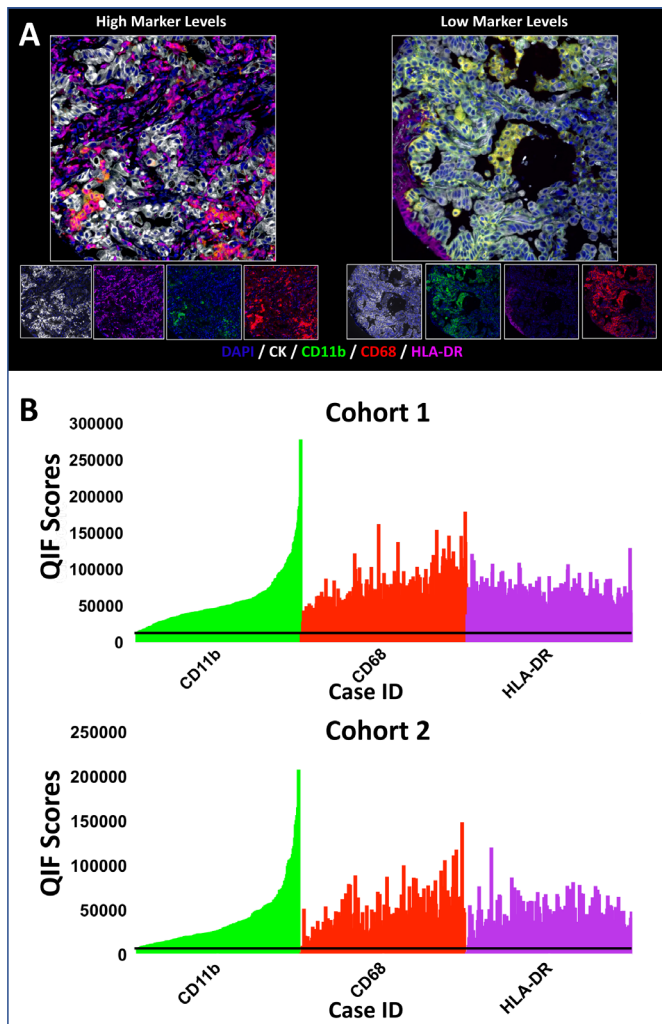 A
High Marker Levels
Low Marker Levels
DAPI / CK / CD11b / CD68 / HLA-DR
B
Cohort 1
QIF Scores
300000
250000
200000
150000
100000
50000
0
CD11b
CD68
HLA-DR
Case ID
Cohort 2
QIF Scores
250000
200000
150000
100000
50000
0
CD11b
CD68
HLA-DR
Case ID